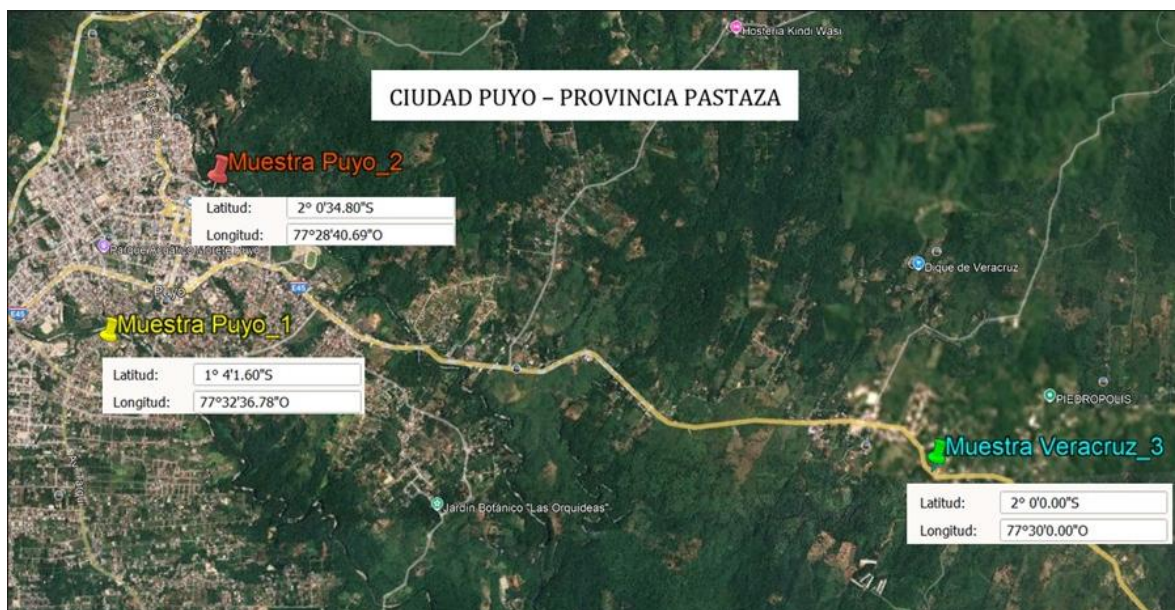 Hosteria Kindi Wasi
CIUDAD PUYO – PROVINCIA PASTAZA
Muestra Puyo_2
Latitud: 2° 0'34.80"S
Longitud: 77°28'40.69"O
Dique de Veracruz
E45
Puyo
E45
Muestra Puyo_1
Latitud: 1° 4'1.60"S
Longitud: 77°32'36.78"O
PIEDROPOLIS
Muestra Veracruz_3
Latitud: 2° 0'0.00"S
Longitud: 77°30'0.00"O
Jardín Botánico "Las Orquideas"